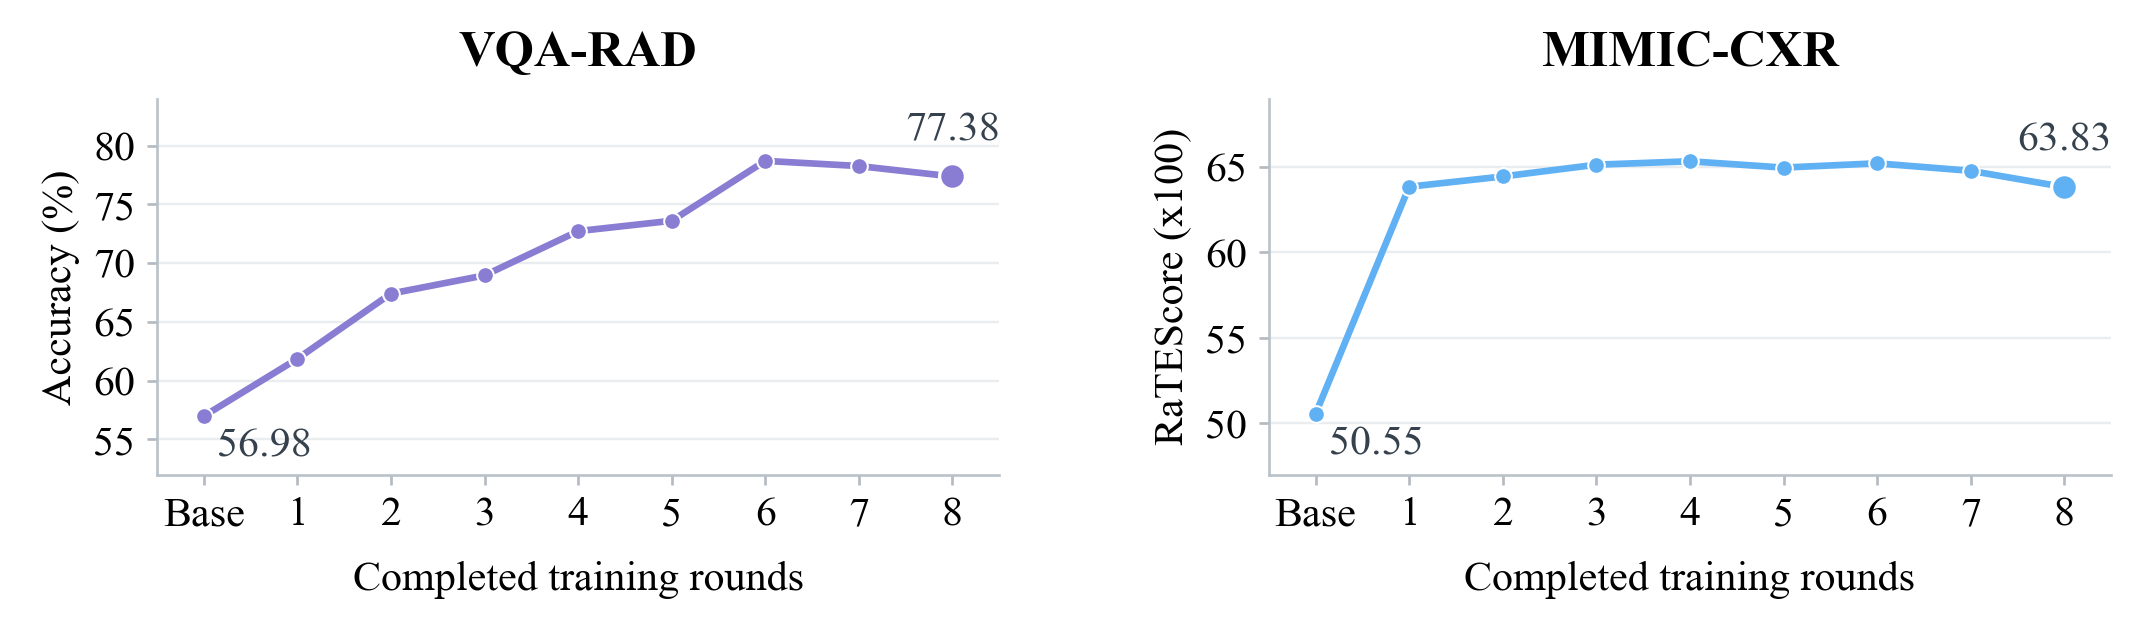 VQA-RAD
Accuracy (%)
80
75
70
65
60
55
77.38
56.98
Base 1 2 3 4 5 6 7 8
Completed training rounds
MIMIC-CXR
RaTEScore (x100)
65
60
55
50
63.83
50.55
Base 1 2 3 4 5 6 7 8
Completed training rounds